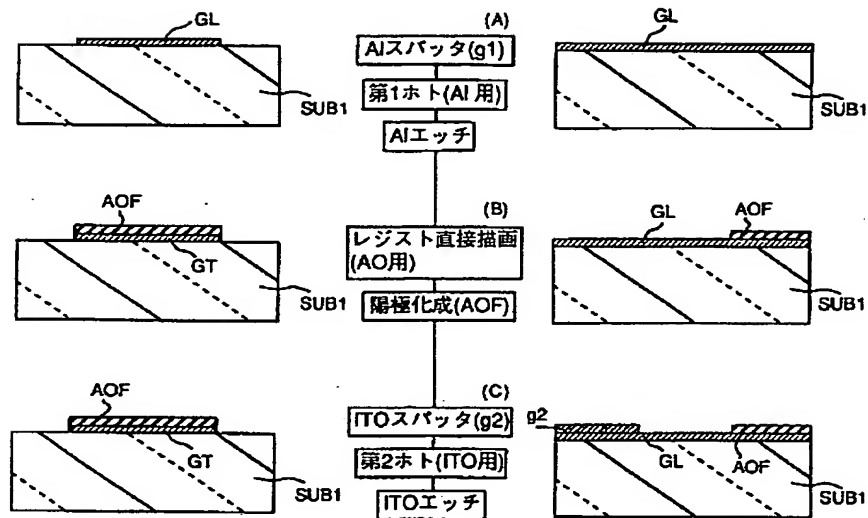 GL
SUB1
(A)
Alスパッタ(g1)
第1ホト(Al用)
Alエッチ
GL
SUB1
AOF
GT
SUB1
(B)
レジスト直接描画
(AO用)
陽極化成(AOF)
GL
AOF
SUB1
AOF
GT
SUB1
(C)
ITOスパッタ(g2)
第2ホト(ITO用)
ITOエッチ
g2
GL
AOF
SUB1